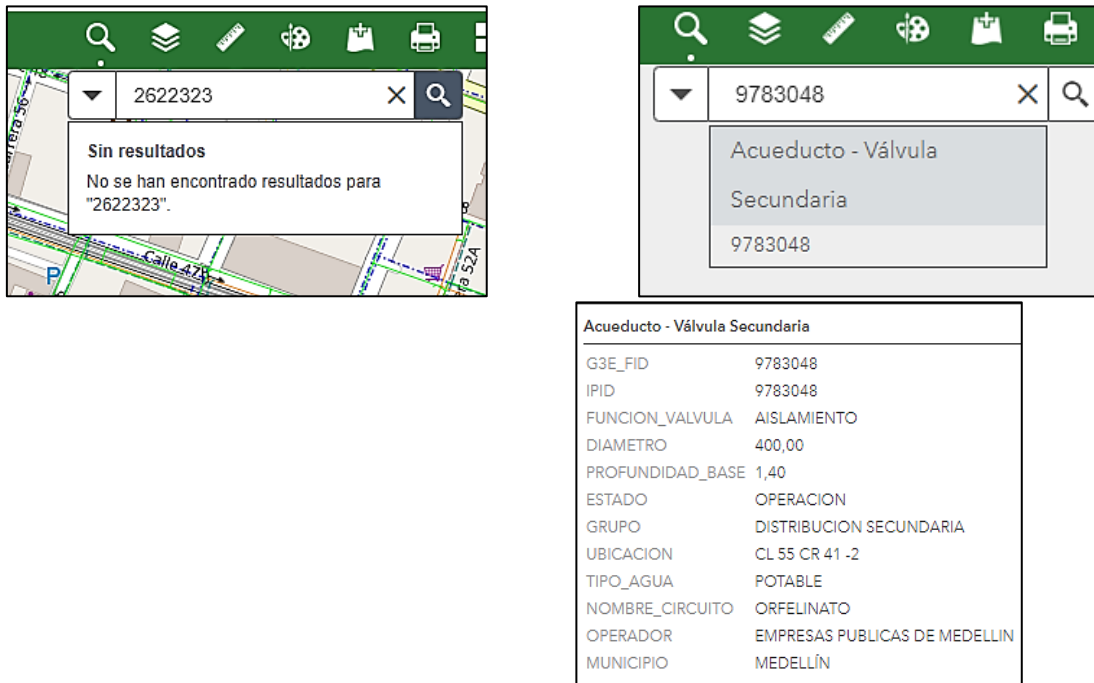 2622323
Sin resultados
No se han encontrado resultados para
"2622323".
Calle 47B
P
9783048
Acueducto - Válvula
Secundaria
9783048
Acueducto - Válvula Secundaria
G3E_FID 9783048
IPID 9783048
FUNCION_VALVULA AISLAMIENTO
DIAMETRO 400,00
PROFUNDIDAD_BASE 1,40
ESTADO OPERACION
GRUPO DISTRIBUCION SECUNDARIA
UBICACION CL 55 CR 41 -2
TIPO_AGUA POTABLE
NOMBRE_CIRCUITO ORFELINATO
OPERADOR EMPRESAS PUBLICAS DE MEDELLIN
MUNICIPIO MEDELLÍN